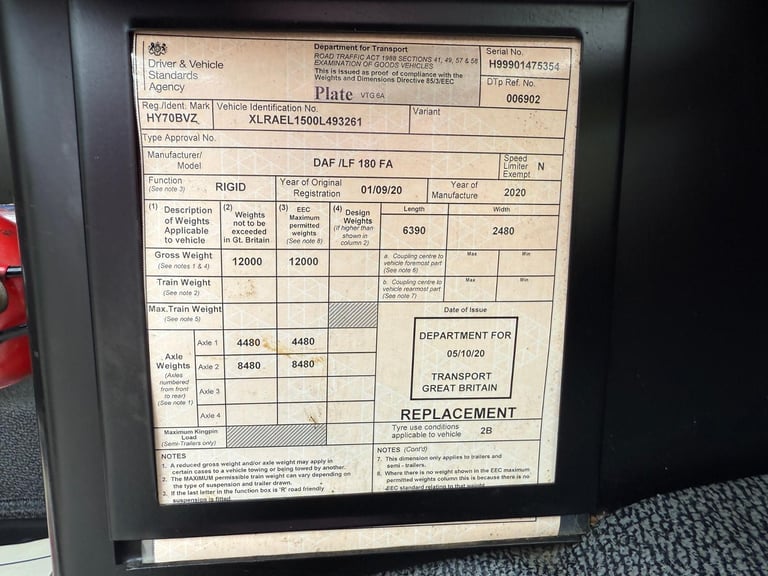 Driver & Vehicle
Standards
Agency
Department for Transport
ROAD TRAFFIC ACT 1988 SECTIONS 41, 49, 57 & 58
EXAMINATION OF GOODS VEHICLES
This is issued as proof of compliance with the
Weights and Dimensions Directive 85/3/EEC
Plate VTG 6A
Serial No.
H99901475354
DTp Ref. No.
006902
Reg./Ident. Mark
HY70BVZ
Vehicle Identification No.
XLRAEL1500L493261
Variant
Type Approval No.
Manufacturer/
Model
DAF /LF 180 FA
Speed
Limiter
Exempt
N
Function
(See note 3)
RIGID
Year of Original
Registration
01/09/20
Year of
Manufacture
2020
(1) Description
of Weights
Applicable
to vehicle
(2) Weights
not to be
exceeded
in Gt. Britain
(3) EEC
Maximum
permitted
weights
(See note 8)
(4) Design
Weights
(if higher than
shown in
column 2)
Length
6390
Width
2480
Gross Weight
(See notes 1 & 4)
12000
12000
a. Coupling centre to
vehicle foremost part
(See note 6)
Max
Min
Train Weight
(See note 2)
b. Coupling centre to
vehicle rearmost part
(See note 7)
Max
Min
Max.Train Weight
(See note 5)
Axle
Weights
(Axles
numbered
from front
to rear)
(See note 1)
Axle 1
4480
4480
Axle 2
8480
8480
Axle 3
Axle 4
Maximum Kingpin
Load
(Semi-Trailers only)
Date of Issue
DEPARTMENT FOR
05/10/20
TRANSPORT
GREAT BRITAIN
REPLACEMENT
Tyre use conditions
applicable to vehicle
2B
NOTES
1. A reduced gross weight and/or axle weight may apply in
certain cases to a vehicle towing or being towed by another.
2. The MAXIMUM permissible train weight can vary depending on
the type of suspension and trailer drawn.
3. If the last letter in the function box is 'R' road friendly
suspension is fitted
NOTES (Cont'd)
7. This dimension only applies to trailers and
semi - trailers.
8. Where there is no weight shown in the EEC maximum
permitted weights column this is because there is no
EEC standard relating to that weight